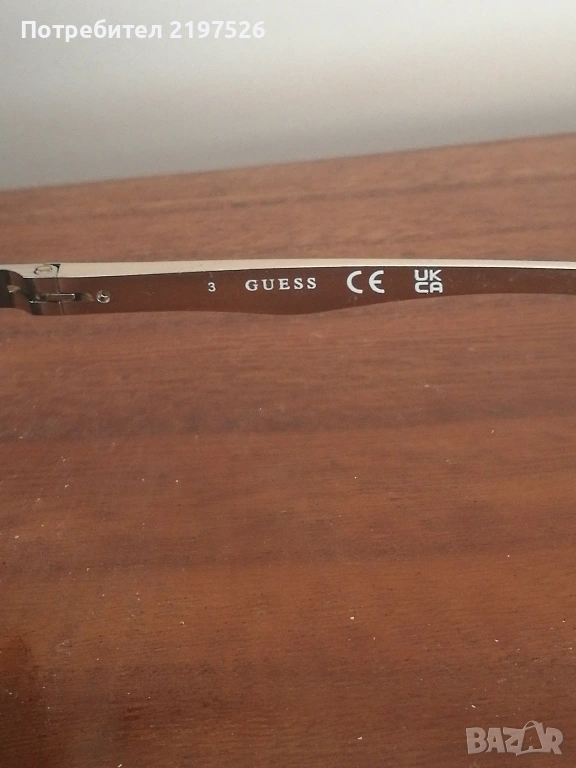 Потребител 2197526
3 GUESS CE UK
CA
BAZAR